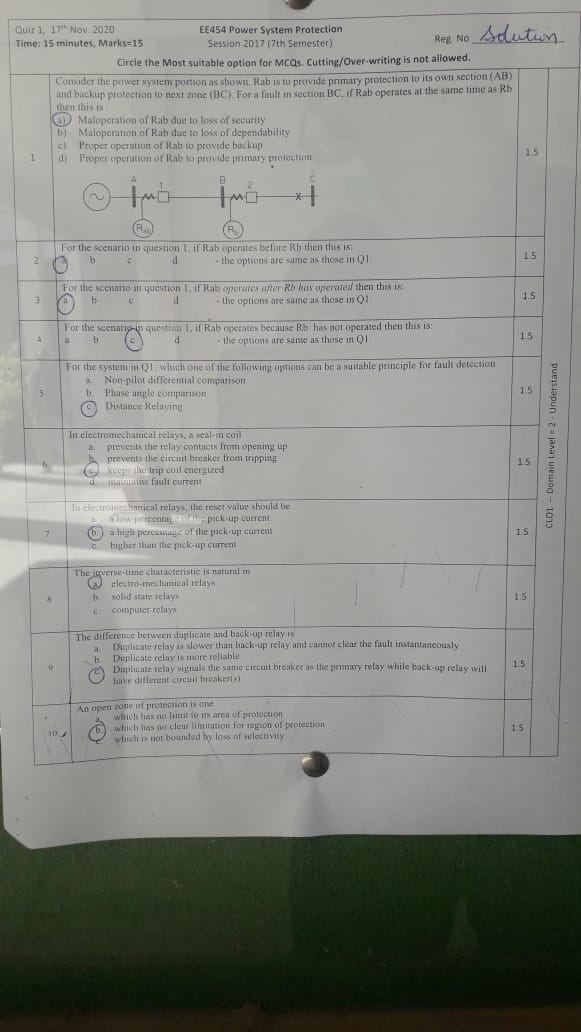 Quiz 1, 17th Nov. 2020
EE454 Power System Protection
Time: 15 minutes, Marks=15
Session 2017 (7th Semester)
Reg. No Solution
Circle the Most suitable option for MCQs. Cutting/Over-writing is not allowed.
Consider the power system portion as shown. Rab is to provide primary protection to its own section (AB)
and backup protection to next zone (BC). For a fault in section BC, if Rab operates at the same time as Rb
then this is :
a) Maloperation of Rab due to loss of security
b) Maloperation of Rab due to loss of dependability
c) Proper operation of Rab to provide backup
d) Proper operation of Rab to provide primary protection
1
1.5
A B C
1 2
x
Rab Rb
For the scenario in question 1, if Rab operates before Rb then this is:
2 a b c d - the options are same as those in Q1. 1.5
For the scenario in question 1, if Rab operates after Rb has operated then this is:
3 a b c d - the options are same as those in Q1. 1.5
For the scenario in question 1, if Rab operates because Rb has not operated then this is:
4 a b c d - the options are same as those in Q1. 1.5
For the system in Q1, which one of the following options can be a suitable principle for fault detection
a. Non-pilot differential comparison
5 b. Phase angle comparison 1.5
c. Distance Relaying
In electromechanical relays, a seal-in coil
a. prevents the relay contacts from opening up
b. prevents the circuit breaker from tripping
6 c. keeps the trip coil energized 1.5
d. maintains fault current
In electromechanical relays, the reset value should be
a. a low percentage of the pick-up current
7 b. a high percentage of the pick-up current 1.5
c. higher than the pick-up current
The inverse-time characteristic is natural in
a. electro-mechanical relays
8 b. solid state relays 1.5
c. computer relays
The difference between duplicate and back-up relay is
a. Duplicate relay is slower than back-up relay and cannot clear the fault instantaneously
b. Duplicate relay is more reliable
9 c. Duplicate relay signals the same circuit breaker as the primary relay while back-up relay will 1.5
have different circuit breaker(s)
An open zone of protection is one
a. which has no limit to its area of protection
10 b. which has no clear limitation for region of protection 1.5
c. which is not bounded by loss of selectivity
CLO1 – Domain Level = 2 - Understand